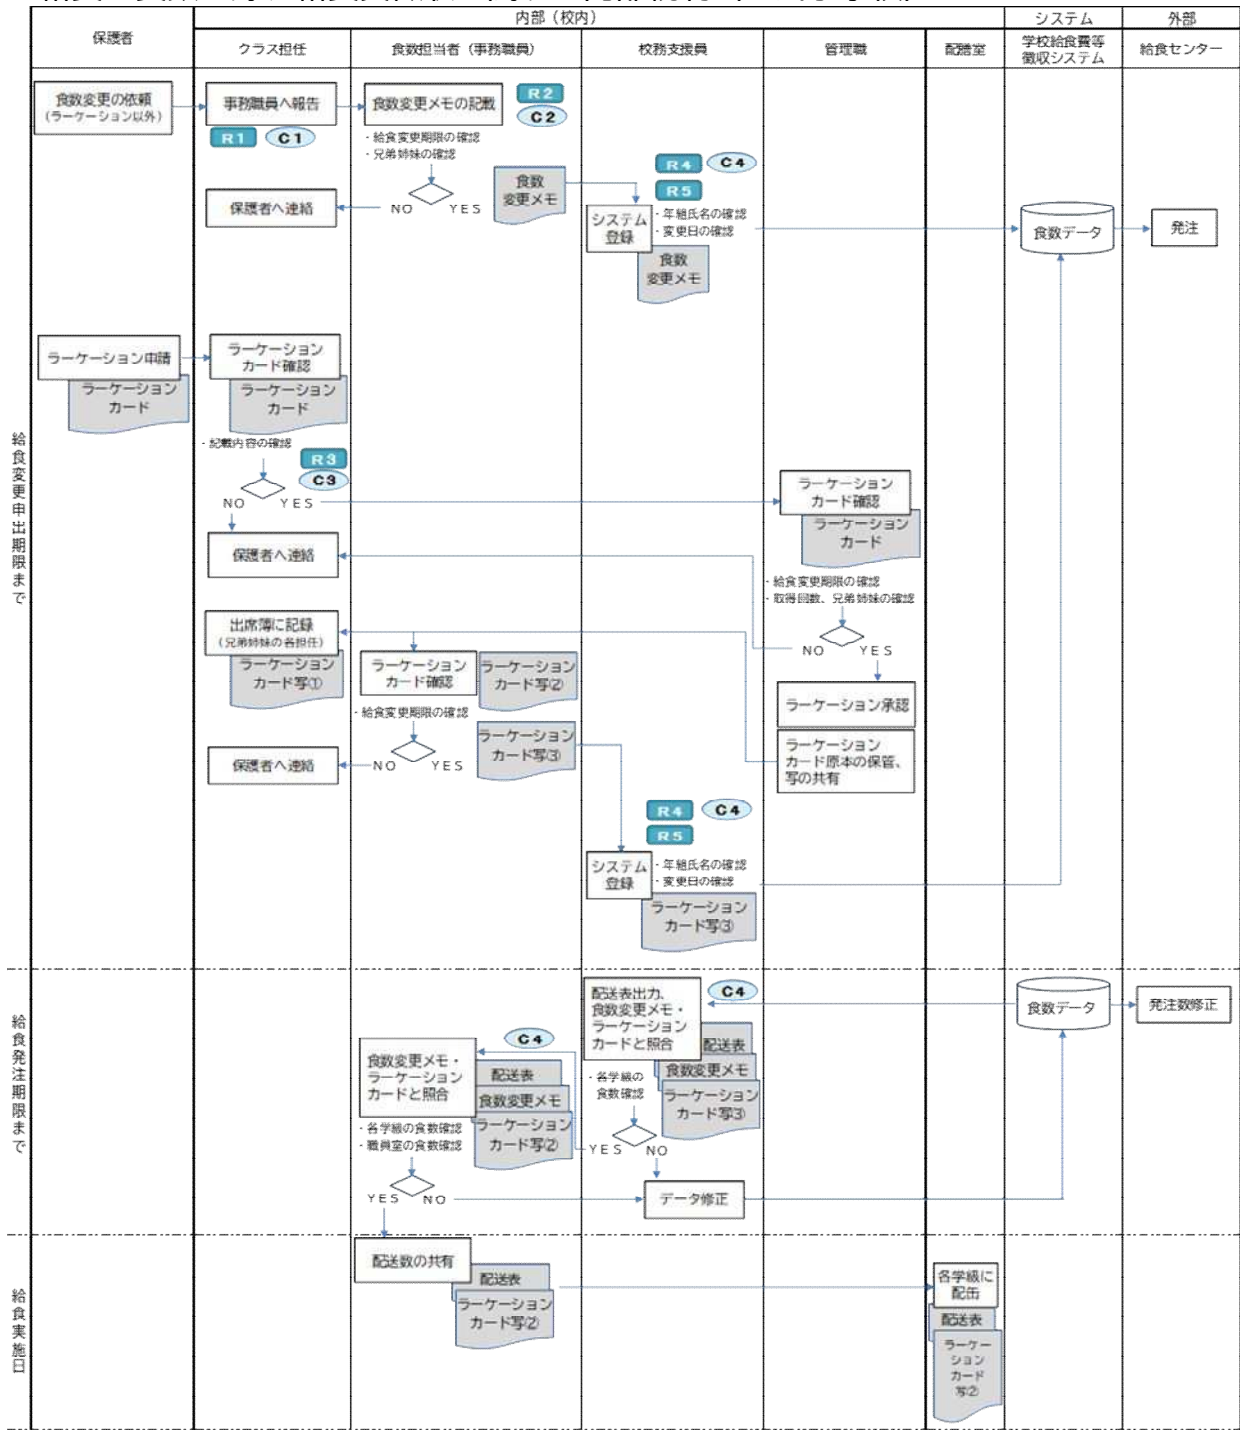 内部（校内）
システム
外部
保護者
クラス担任
食数担当者（事務職員）
校務支援員
管理職
配膳室
学校給食費等
徴収システム
給食センター
給食変更申出期限まで
食数変更の依頼
（ラーケーション以外）
事務職員へ報告
R1
C1
食数変更メモの記載
R2
C2
・給食変更期限の確認
・兄弟姉妹の確認
NO
YES
保護者へ連絡
食数
変更メモ
R4
C4
R5
システム
登録
・年組氏名の確認
・変更日の確認
食数
変更メモ
食数データ
発注
ラーケーション申請
ラーケーション
カード
ラーケーション
カード確認
ラーケーション
カード
・記載内容の確認
R3
C3
NO
YES
保護者へ連絡
ラーケーション
カード確認
ラーケーション
カード
・給食変更期限の確認
・取得回数、兄弟姉妹の確認
NO
YES
ラーケーション承認
ラーケーション
カード原本の保管、
写の共有
出席簿に記録
（兄弟姉妹の各担任）
ラーケーション
カード写①
ラーケーション
カード確認
ラーケーション
カード写②
・給食変更期限の確認
NO
YES
保護者へ連絡
ラーケーション
カード写③
R4
C4
R5
システム
登録
・年組氏名の確認
・変更日の確認
ラーケーション
カード写③
給食発注期限まで
配送表出力、
食数変更メモ・
ラーケーション
カードと照合
C4
配送表
食数変更メモ
ラーケーション
カード写③
・各学級の
食数確認
YES
NO
食数データ
発注数修正
C4
食数変更メモ・
ラーケーション
カードと照合
配送表
食数変更メモ
ラーケーション
カード写②
・各学級の食数確認
・職員室の食数確認
YES
NO
データ修正
給食実施日
配送数の共有
配送表
ラーケーション
カード写②
各学級に
配缶
配送表
ラーケー
ション
カード
写②